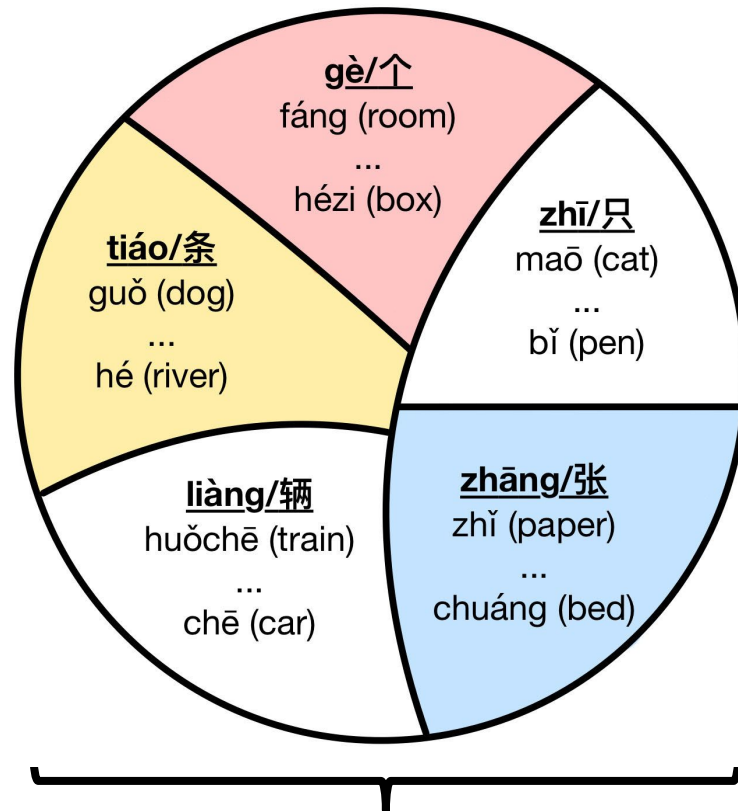 gè/个
fáng (room)
...
hézi (box)
zhī/只
maō (cat)
...
bǐ (pen)
tiáo/条
guǒ (dog)
...
hé (river)
liàng/辆
huǒchē (train)
...
chē (car)
zhāng/张
zhǐ (paper)
...
chuáng (bed)